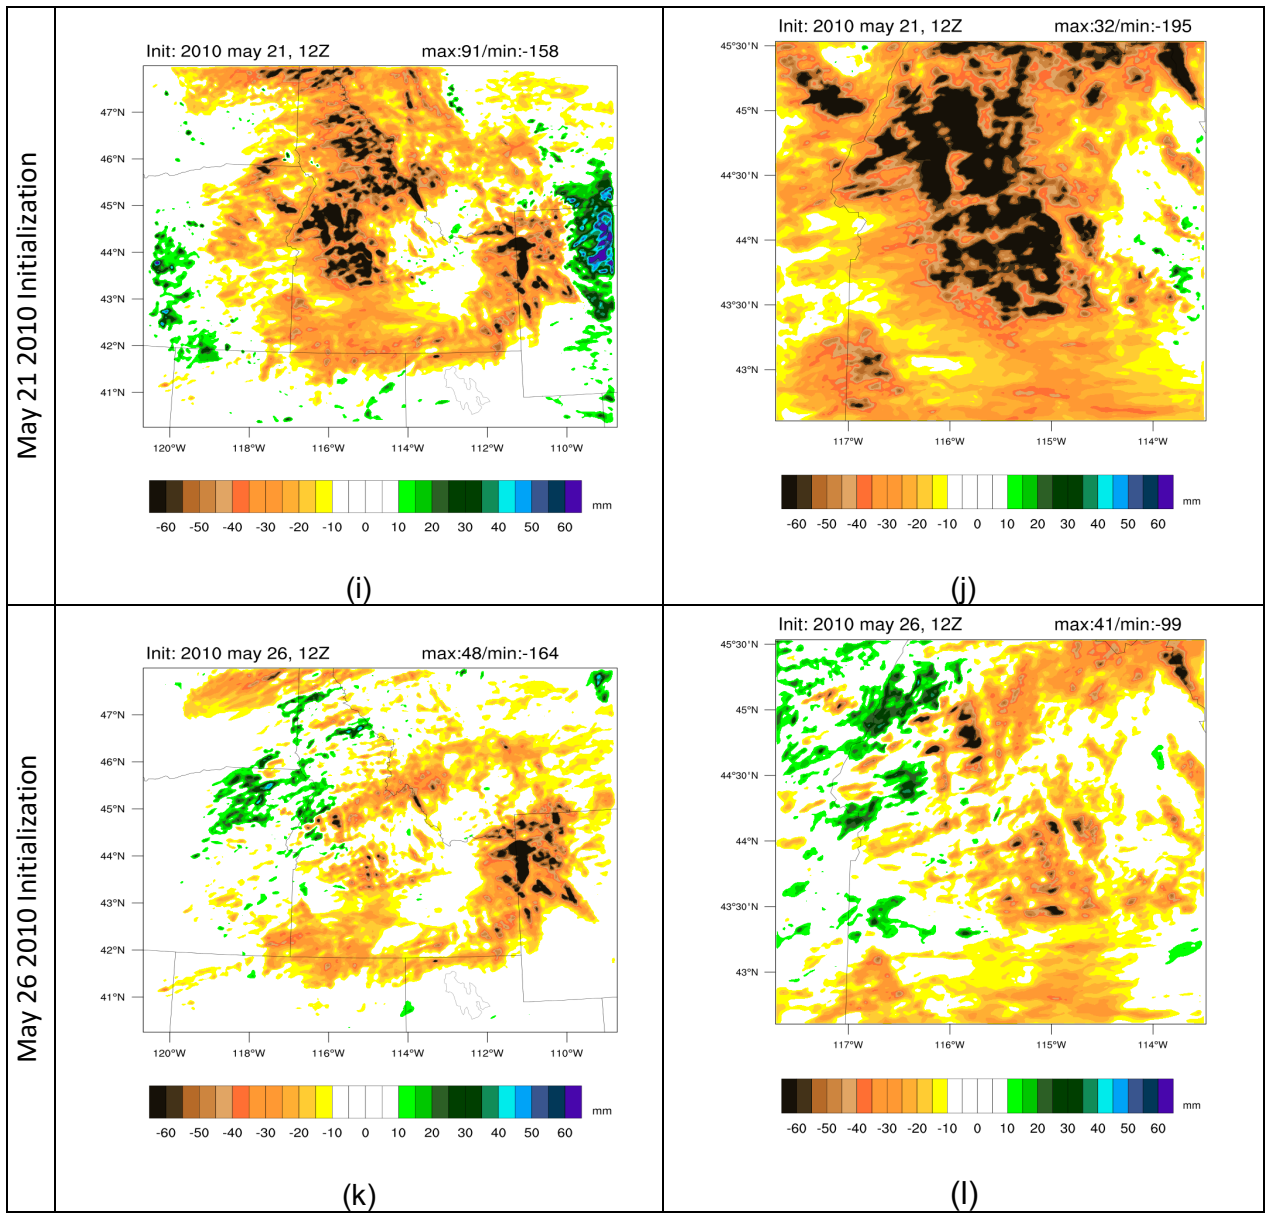 May 21 2010 Initialization
Init: 2010 may 21, 12Z max:91/min:-158
47°N
46°N
45°N
44°N
43°N
42°N
41°N
120°W 118°W 116°W 114°W 112°W 110°W
-60 -50 -40 -30 -20 -10 0 10 20 30 40 50 60 mm
(i)
Init: 2010 may 21, 12Z max:32/min:-195
45°30'N
45°N
44°30'N
44°N
43°30'N
43°N
117°W 116°W 115°W 114°W
-60 -50 -40 -30 -20 -10 0 10 20 30 40 50 60 mm
(j)
May 26 2010 Initialization
Init: 2010 may 26, 12Z max:48/min:-164
47°N
46°N
45°N
44°N
43°N
42°N
41°N
120°W 118°W 116°W 114°W 112°W 110°W
-60 -50 -40 -30 -20 -10 0 10 20 30 40 50 60 mm
(k)
Init: 2010 may 26, 12Z max:41/min:-99
45°30'N
45°N
44°30'N
44°N
43°30'N
43°N
117°W 116°W 115°W 114°W
-60 -50 -40 -30 -20 -10 0 10 20 30 40 50 60 mm
(l)